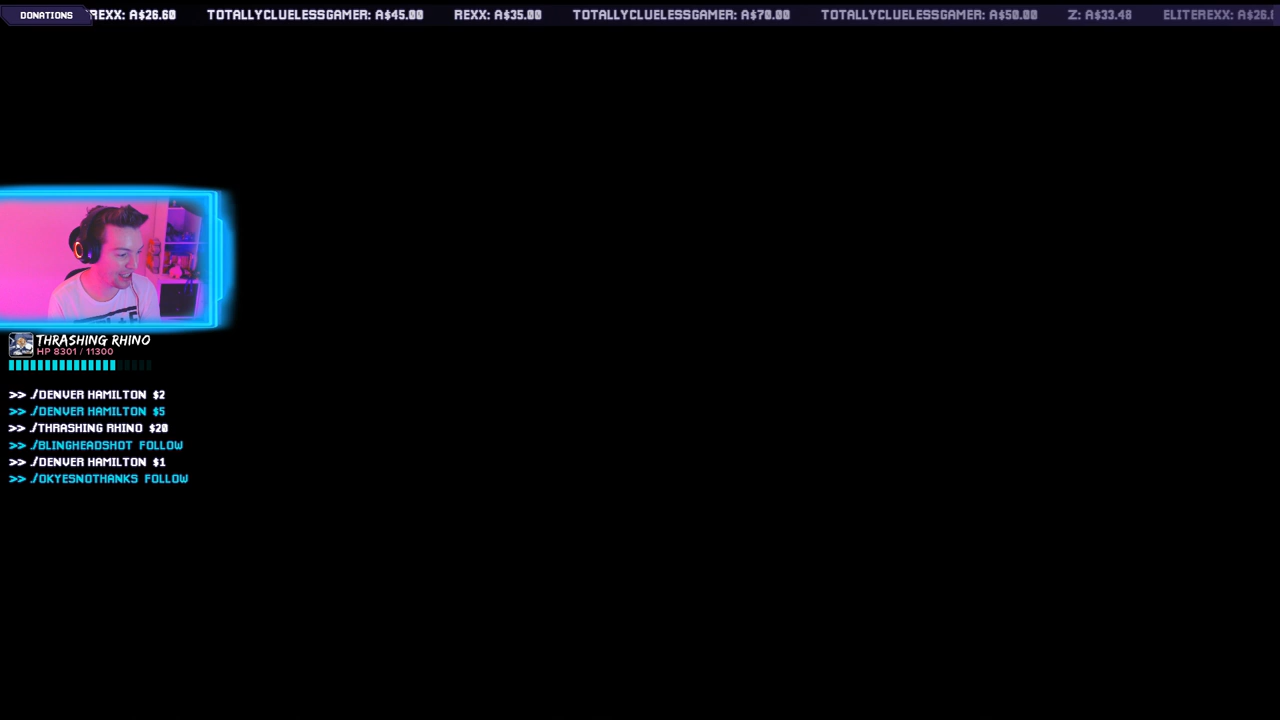 DONATIONS REXX: A$26.60 TOTALLYCLUELESSGAMER: A$45.00 REXX: A$35.00 TOTALLYCLUELESSGAMER: A$70.00 TOTALLYCLUELESSGAMER: A$50.00 Z: A$33.48 ELITEREXX:
THRASHING RHINO
HP 8301 / 11300
>> ./DENVER HAMILTON $2
>> ./DENVER HAMILTON $5
>> ./THRASHING RHINO $20
>> ./BLINGHEADSHOT FOLLOW
>> ./DENVER HAMILTON $1
>> ./OKYESNOTHANKS FOLLOW